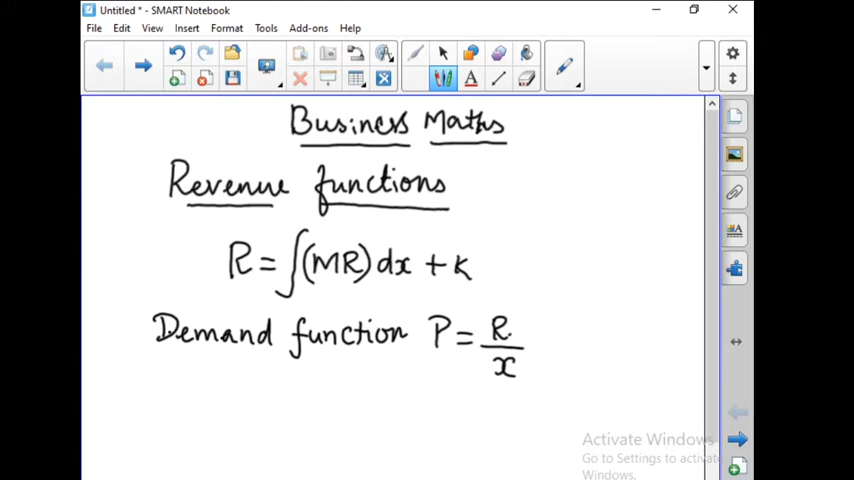 Untitled * - SMART Notebook
File Edit View Insert Format Tools Add-ons Help
Business Maths
Revenue functions
R = ∫(MR) dx + k
Demand function P = R/x
Activate Windows
Go to Settings to activate
Windows.